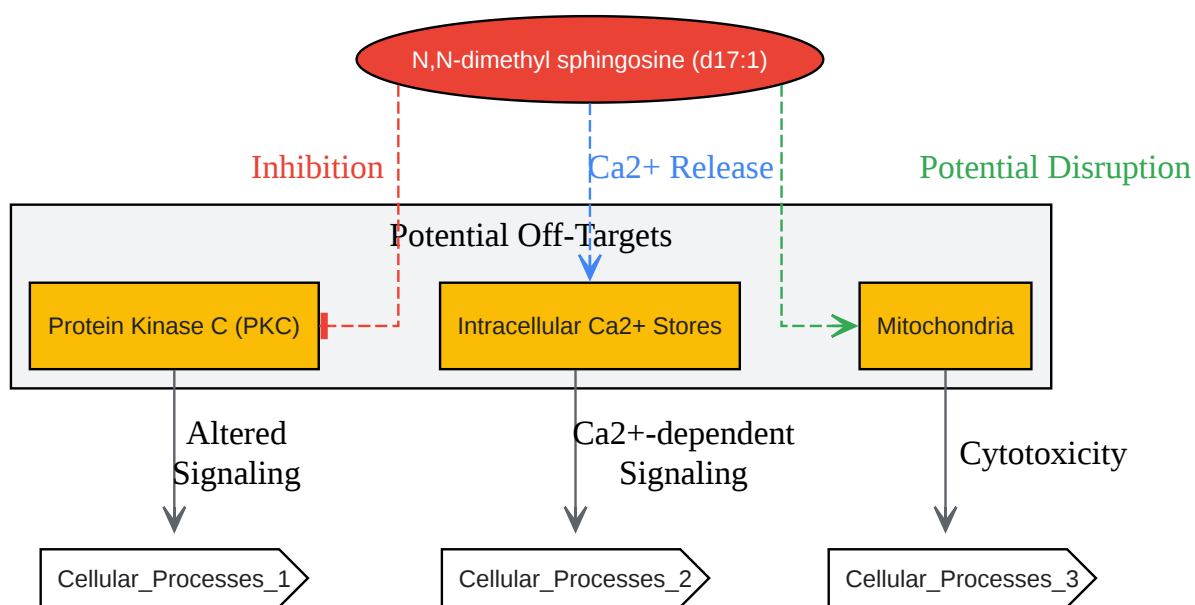 N,N-dimethyl sphingosine (d17:1)
Inhibition
Ca2+ Release
Potential Disruption
Potential Off-Targets
Protein Kinase C (PKC)
Intracellular Ca2+ Stores
Mitochondria
Altered
Signaling
Ca2+-dependent
Signaling
Cytotoxicity
Cellular_Processes_1
Cellular_Processes_2
Cellular_Processes_3